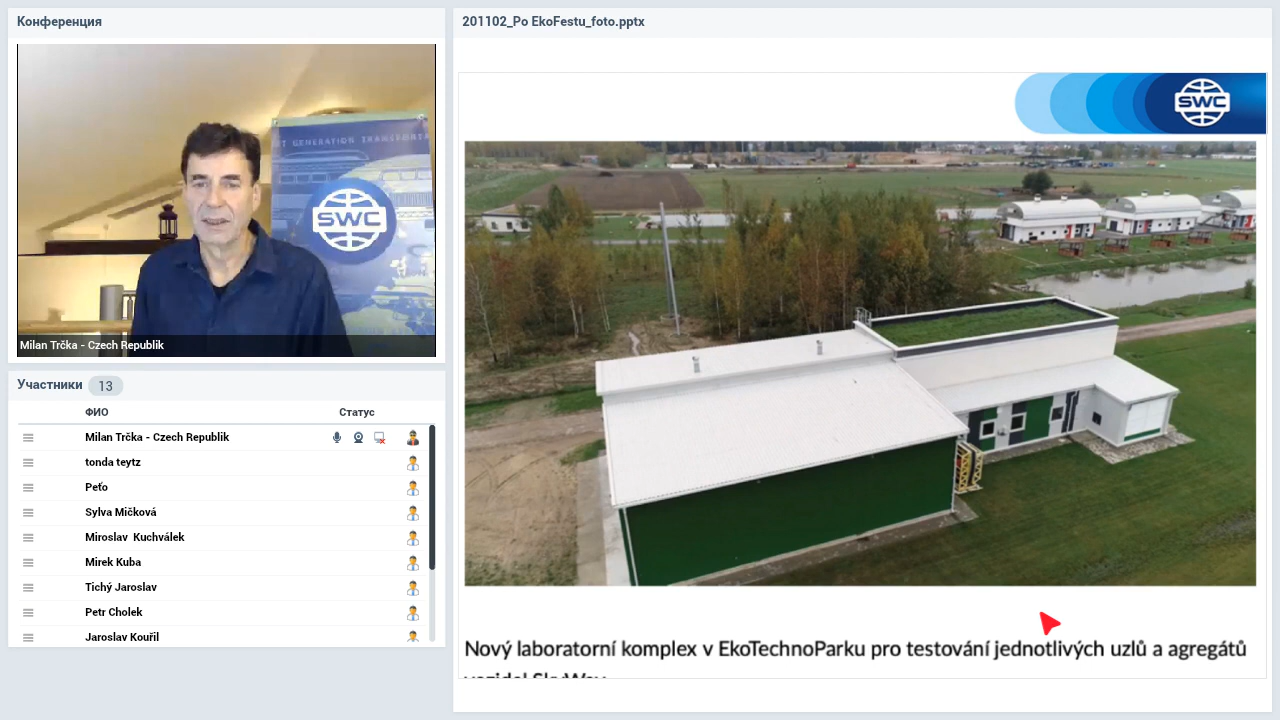 Конференция
SWC
Milan Trčka - Czech Republik
Участники 13
ФИО Статус
Milan Trčka - Czech Republik
tonda teytz
Peťo
Sylva Mičková
Miroslav Kuchválek
Mirek Kuba
Tichý Jaroslav
Petr Cholek
Jaroslav Kouřil
201102_Po EkoFestu_foto.pptx
SWC
Nový laboratorní komplex v EkoTechnoParku pro testování jednotlivých uzlů a agregátů